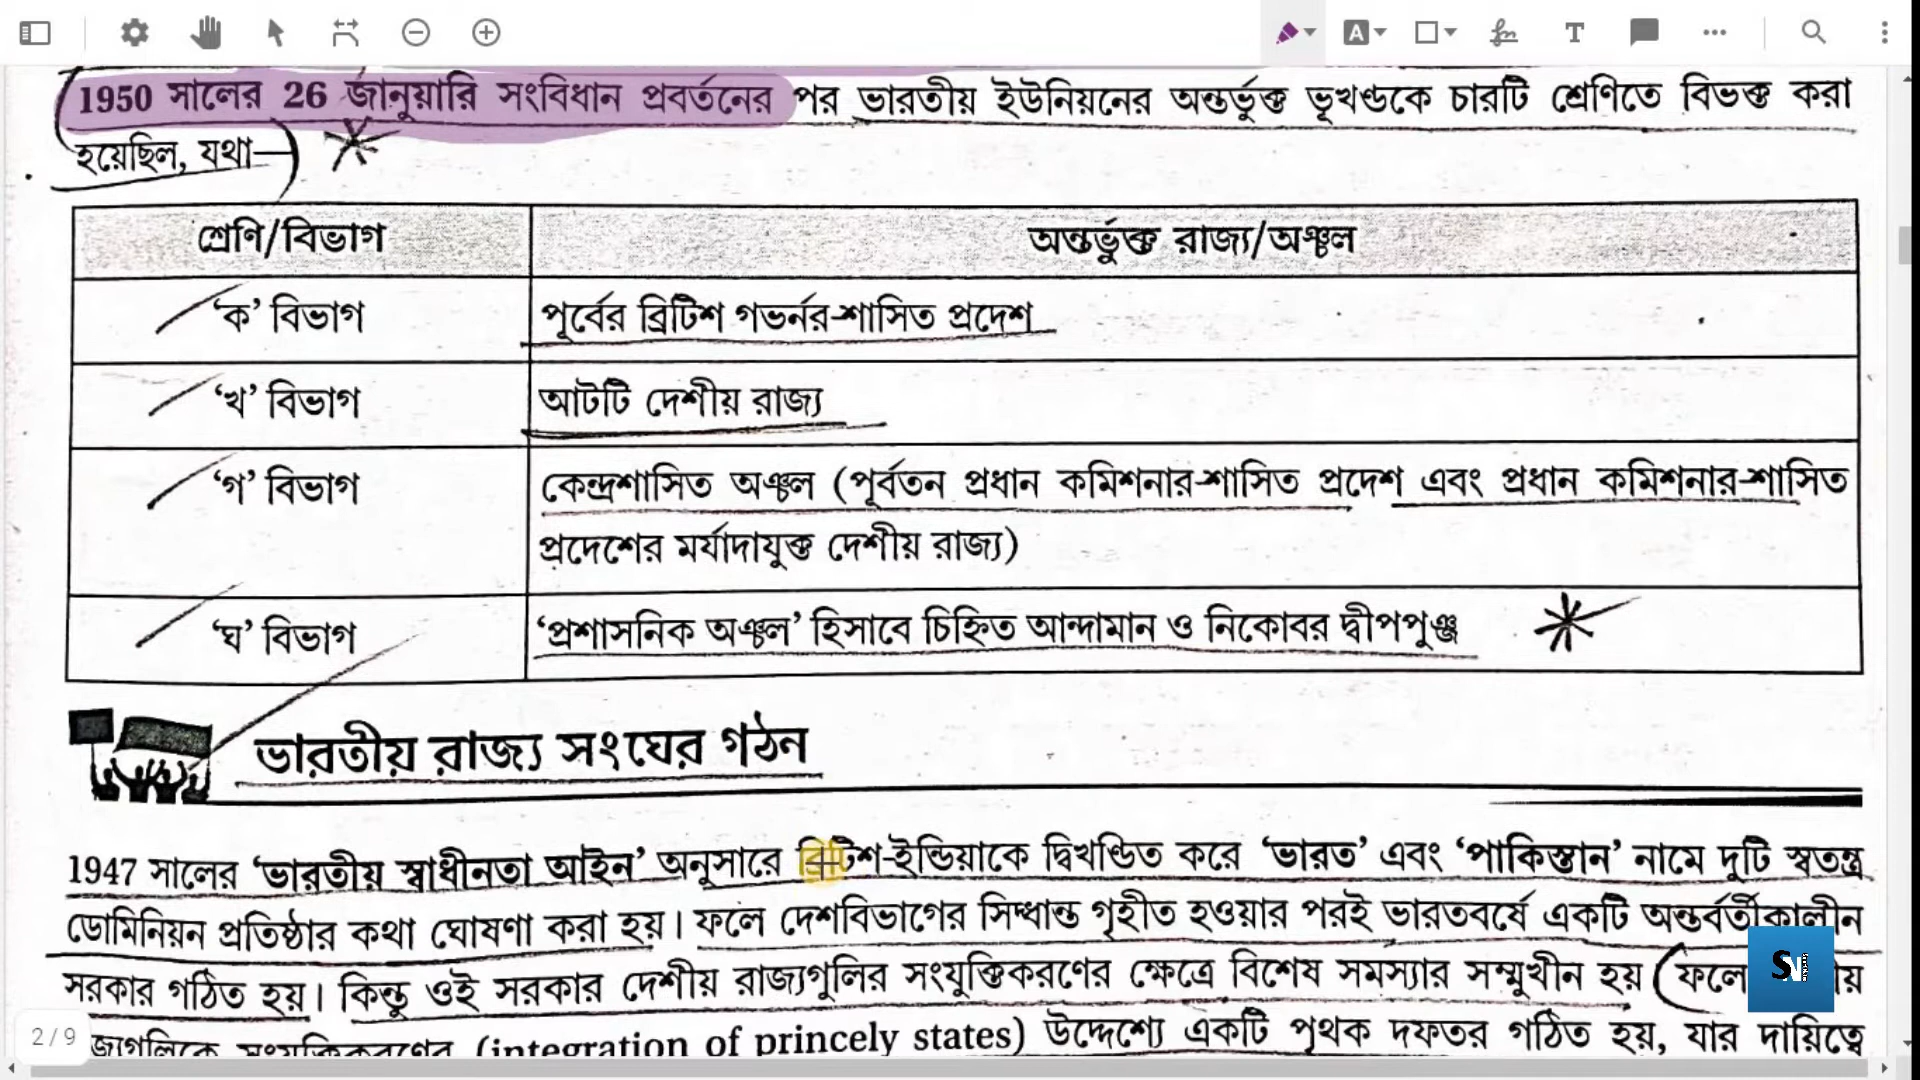 1950 সালের 26 জানুয়ারি সংবিধান প্রবর্তনের পর ভারতীয় ইউনিয়নের অন্তর্ভুক্ত ভূখণ্ডকে চারটি শ্রেণিতে বিভক্ত করা
হয়েছিল, যথা—
শ্রেণি/বিভাগ অন্তর্ভুক্ত রাজ্য/অঞ্চল
‘ক’ বিভাগ পূর্বের ব্রিটিশ গভর্নর-শাসিত প্রদেশ
‘খ’ বিভাগ আটটি দেশীয় রাজ্য
‘গ’ বিভাগ কেন্দ্রশাসিত অঞ্চল (পূর্বতন প্রধান কমিশনার-শাসিত প্রদেশ এবং প্রধান কমিশনার-শাসিত
প্রদেশের মর্যাদাযুক্ত দেশীয় রাজ্য)
‘ঘ’ বিভাগ ‘প্রশাসনিক অঞ্চল’ হিসাবে চিহ্নিত আন্দামান ও নিকোবর দ্বীপপুঞ্জ
ভারতীয় রাজ্য সংঘের গঠন
1947 সালের ‘ভারতীয় স্বাধীনতা আইন’ অনুসারে ব্রিটিশ-ইন্ডিয়াকে দ্বিখণ্ডিত করে ‘ভারত’ এবং ‘পাকিস্তান’ নামে দুটি স্বতন্ত্র
ডোমিনিয়ন প্রতিষ্ঠার কথা ঘোষণা করা হয়। ফলে দেশবিভাগের সিদ্ধান্ত গৃহীত হওয়ার পরই ভারতবর্ষে একটি অন্তর্বর্তীকালীন
সরকার গঠিত হয়। কিন্তু ওই সরকার দেশীয় রাজ্যগুলির সংযুক্তিকরণের ক্ষেত্রে বিশেষ সমস্যার সম্মুখীন হয় (ফলে
(integration of princely states) উদ্দেশ্যে একটি পৃথক দফতর গঠিত হয়, যার দায়িত্বে
2 / 9